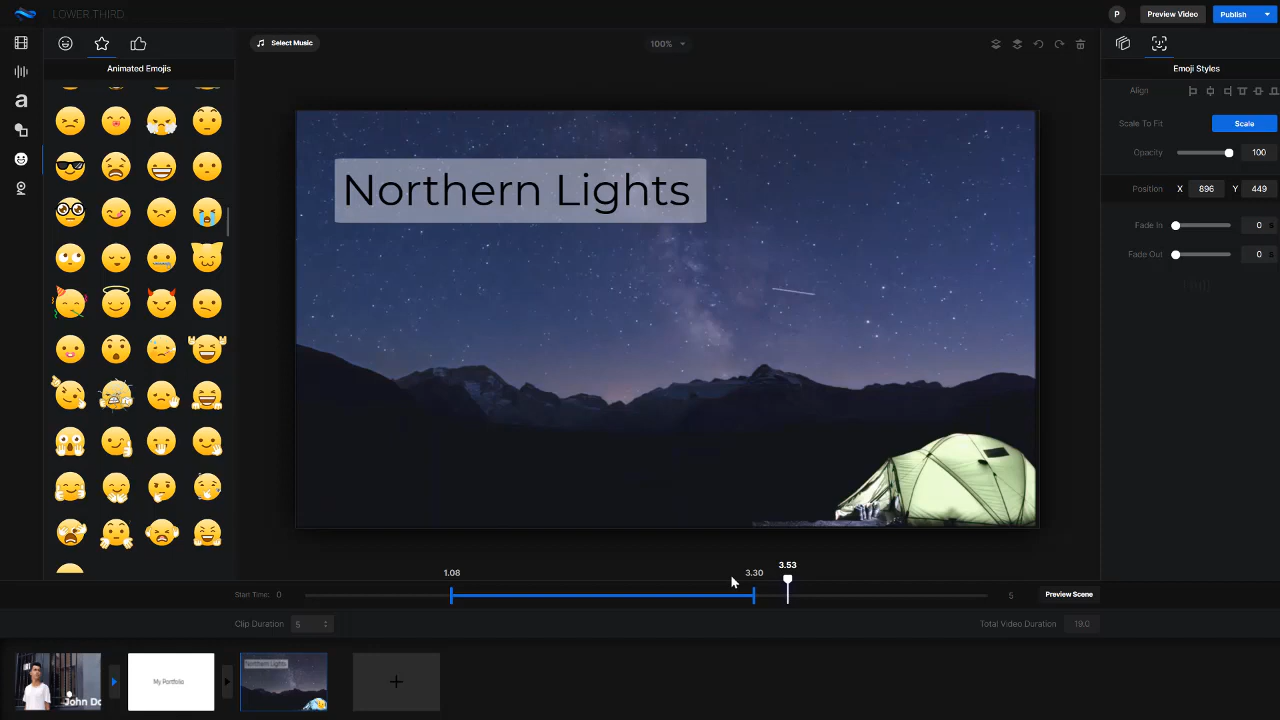 LOWER THIRD
P
Preview Video
Publish
Select Music
100%
Animated Emojis
Emoji Styles
Align
Scale To Fit
Scale
Opacity
100
Position
X
896
Y
449
Fade In
0
Fade Out
0
Northern Lights
1.08
3.30
3.53
Start Time:
0
5
Preview Scene
Clip Duration
5
Total Video Duration
19.0
John Do
My Portfolio
Northern Lights